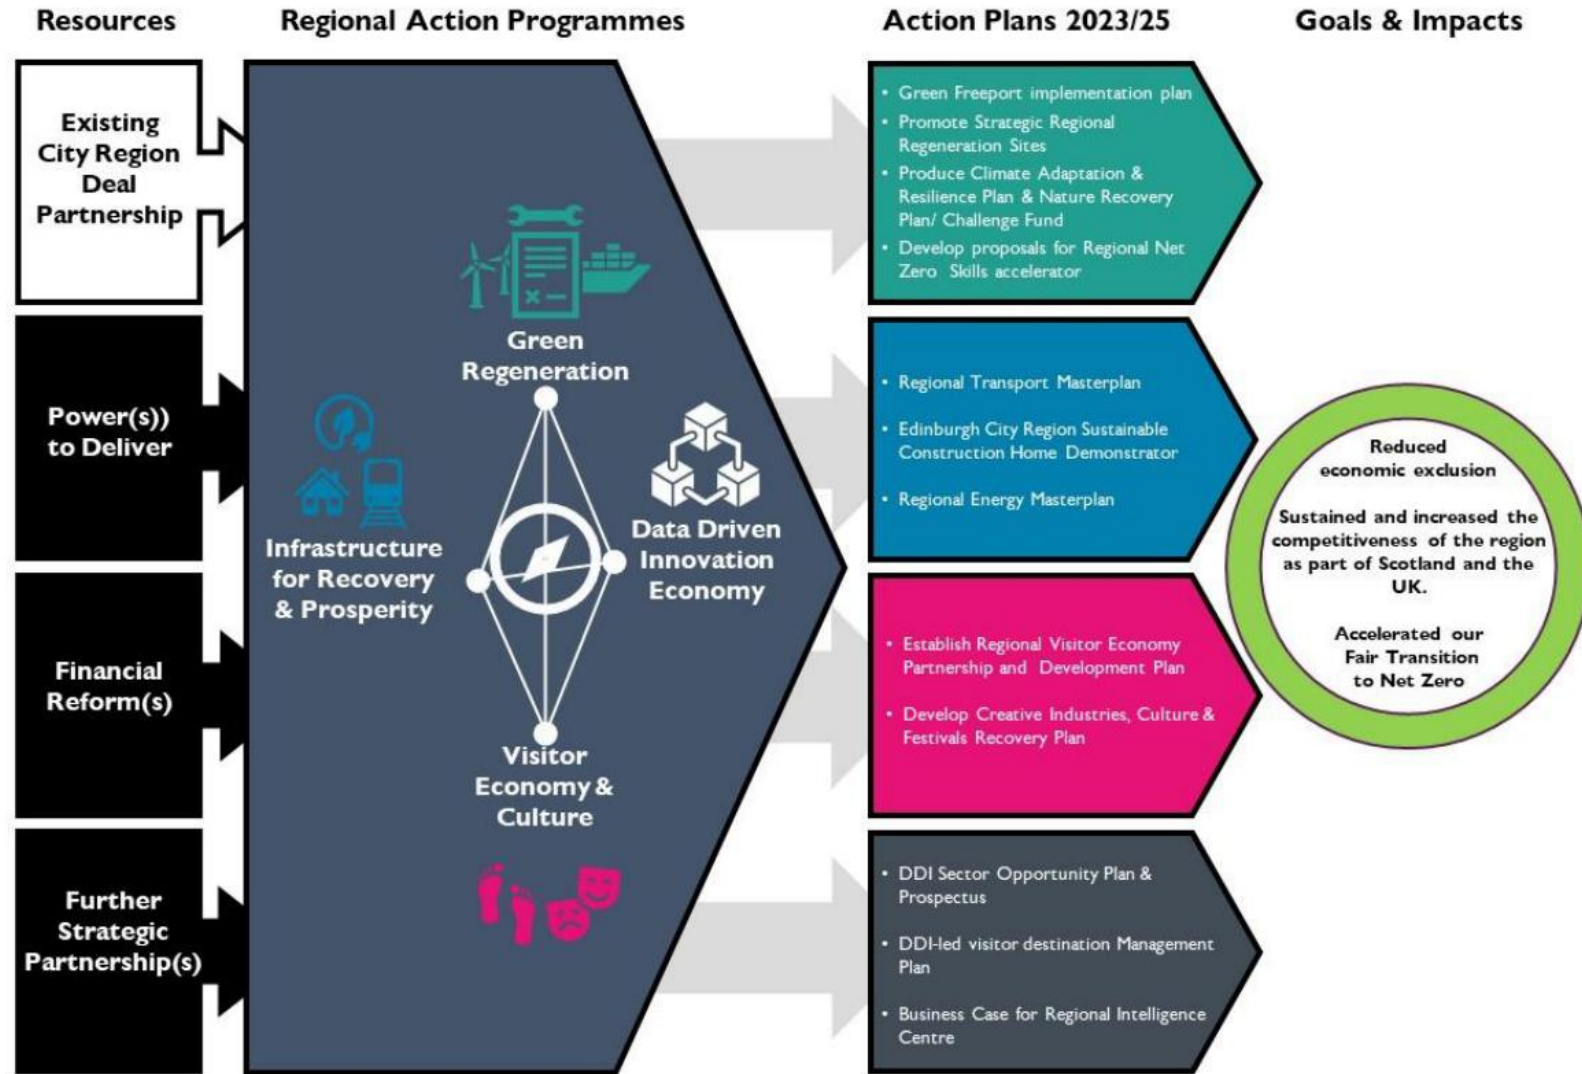 Resources
Regional Action Programmes
Action Plans 2023/25
Goals & Impacts
Existing
City Region
Deal
Partnership
Power(s))
to Deliver
Financial
Reform(s)
Further
Strategic
Partnership(s)
Green
Regeneration
Infrastructure
for Recovery
& Prosperity
Data Driven
Innovation
Economy
Visitor
Economy &
Culture
• Green Freeport implementation plan
• Promote Strategic Regional
Regeneration Sites
• Produce Climate Adaptation &
Resilience Plan & Nature Recovery
Plan/ Challenge Fund
• Develop proposals for Regional Net
Zero Skills accelerator
• Regional Transport Masterplan
• Edinburgh City Region Sustainable
Construction Home Demonstrator
• Regional Energy Masterplan
• Establish Regional Visitor Economy
Partnership and Development Plan
• Develop Creative Industries, Culture &
Festivals Recovery Plan
• DDI Sector Opportunity Plan &
Prospectus
• DDI-led visitor destination Management
Plan
• Business Case for Regional Intelligence
Centre
Reduced
economic exclusion
Sustained and increased the
competitiveness of the region
as part of Scotland and the
UK.
Accelerated our
Fair Transition
to Net Zero